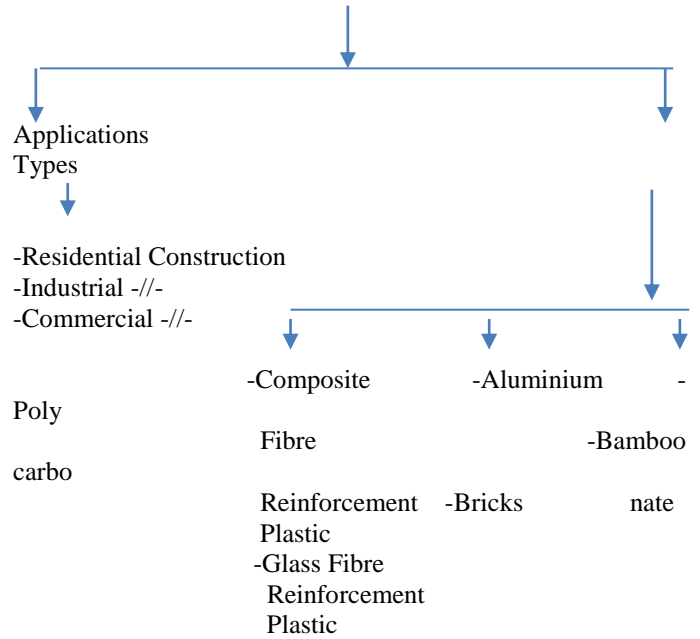 Applications
Types
-Residential Construction
-Industrial -//-
-Commercial -//-
-Composite -Aluminium -
Poly
Fibre -Bamboo
carbo
Reinforcement -Bricks nate
Plastic
-Glass Fibre
Reinforcement
Plastic